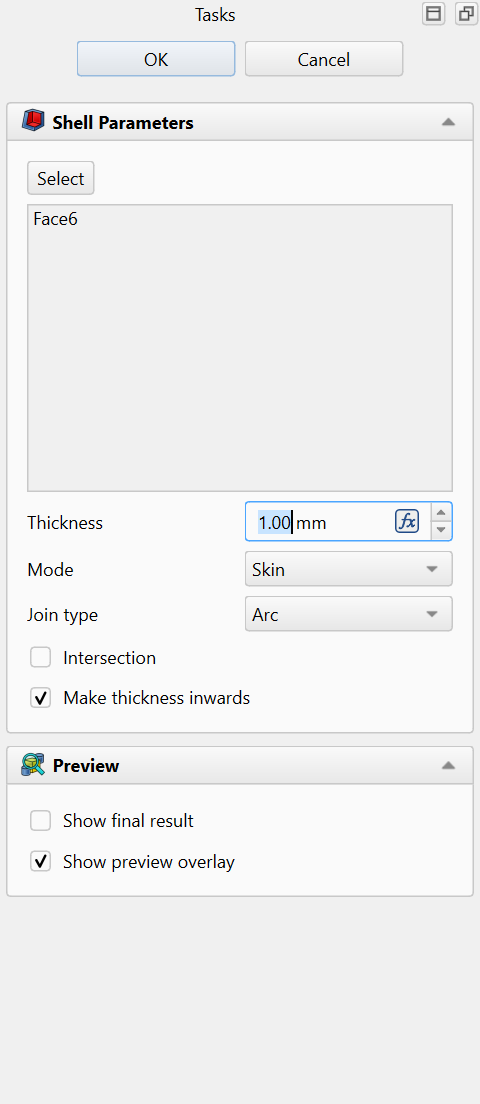 Tasks
OK Cancel
Shell Parameters
Select
Face6
Thickness 1.00 mm fx
Mode Skin
Join type Arc
Intersection
Make thickness inwards
Preview
Show final result
Show preview overlay